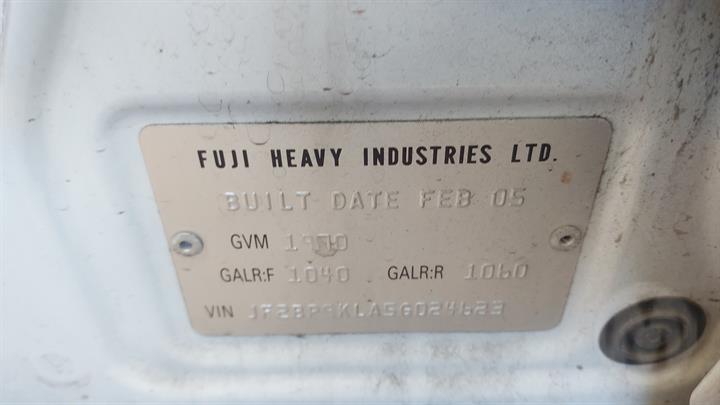 FUJI HEAVY INDUSTRIES LTD.
BUILT DATE FEB 05
GVM
GALR:F 1040 GALR:R 1060
VIN